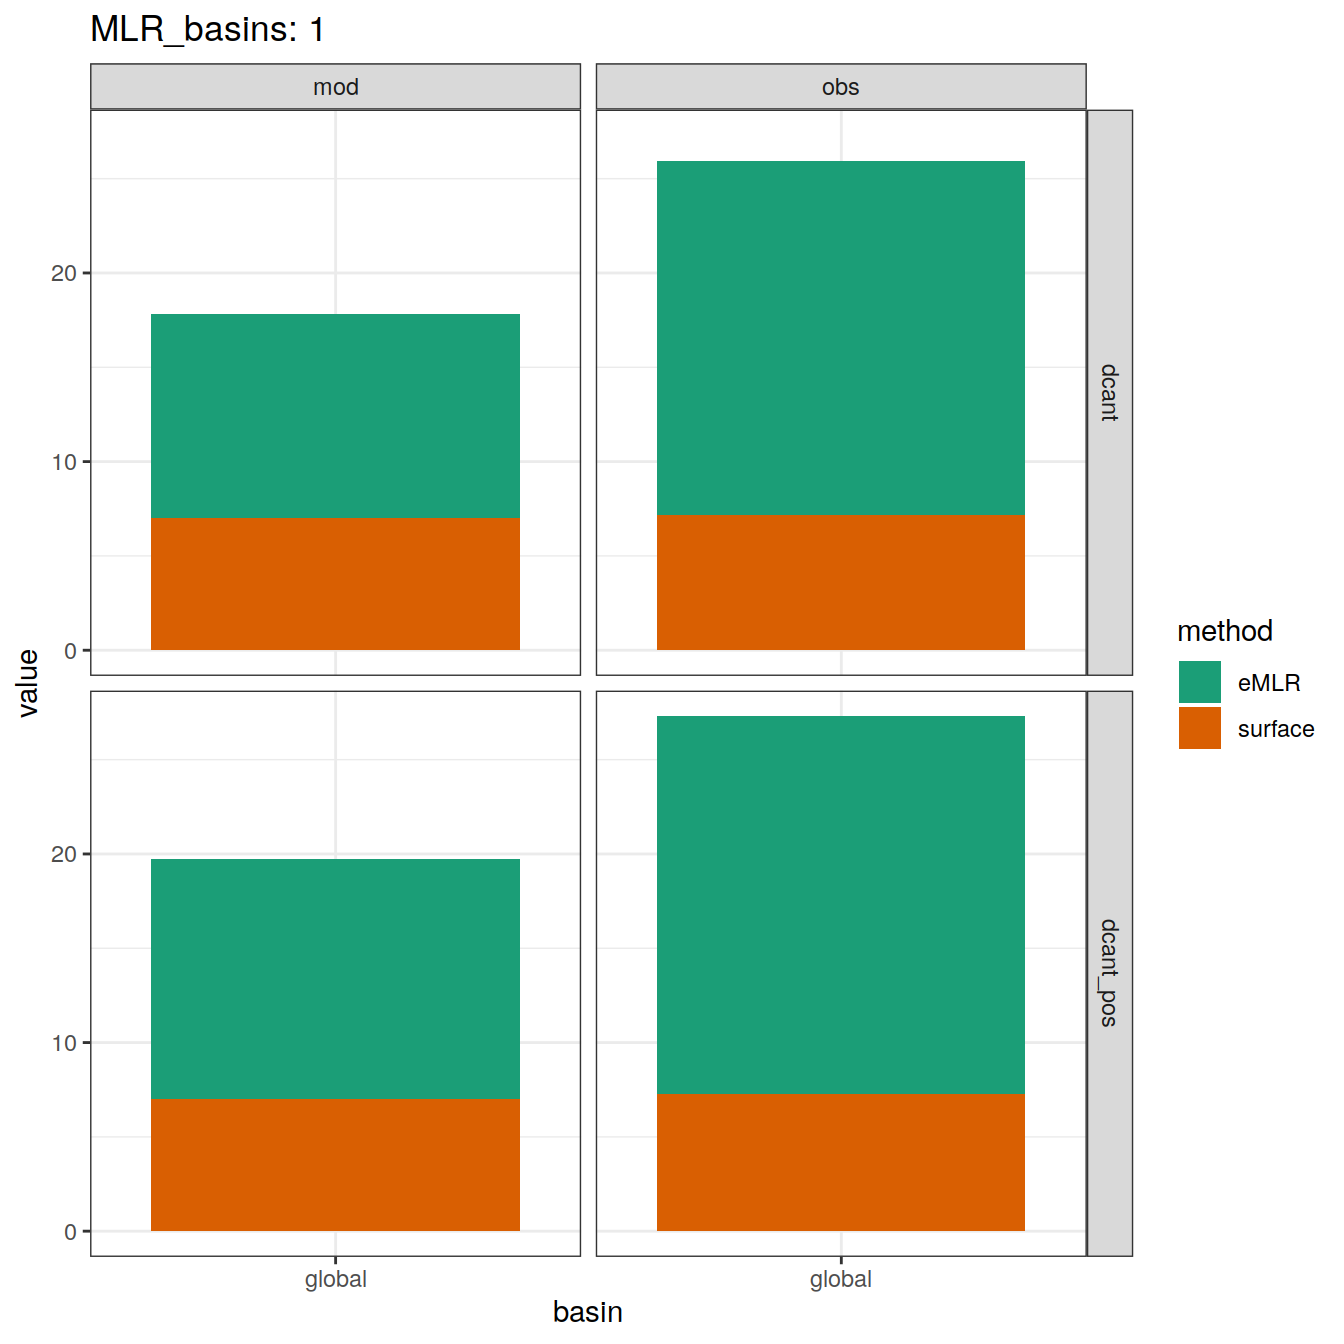 MLR_basins: 1
mod
obs
20
10
0
dcant
value
20
10
0
dcant_pos
global
global
basin
method
eMLR
surface